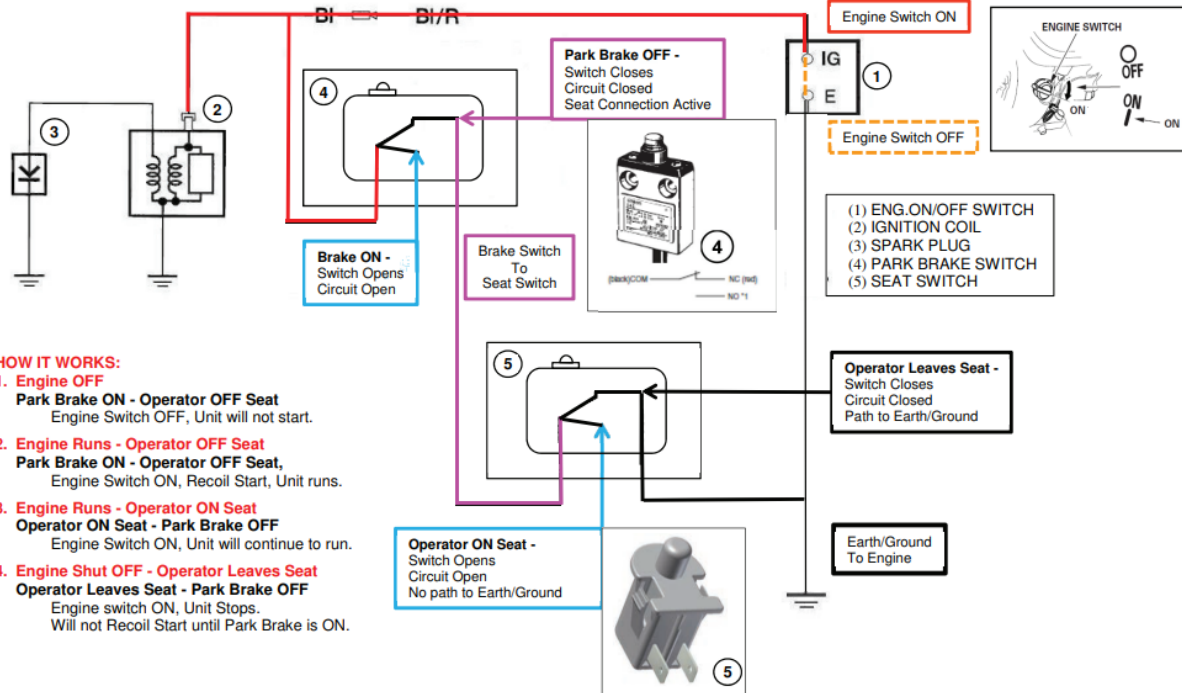 Bl Bl/R
Engine Switch ON
IG
E
1
Engine Switch OFF
ENGINE SWITCH
OFF
ON
ON
ON
Park Brake OFF -
Switch Closes
Circuit Closed
Seat Connection Active
4
2
3
Brake ON -
Switch Opens
Circuit Open
Brake Switch
To
Seat Switch
4
(black)COM
NC (red)
NO *1
(1) ENG.ON/OFF SWITCH
(2) IGNITION COIL
(3) SPARK PLUG
(4) PARK BRAKE SWITCH
(5) SEAT SWITCH
5
Operator Leaves Seat -
Switch Closes
Circuit Closed
Path to Earth/Ground
HOW IT WORKS:
1. Engine OFF
Park Brake ON - Operator OFF Seat
Engine Switch OFF, Unit will not start.
2. Engine Runs - Operator OFF Seat
Park Brake ON - Operator OFF Seat,
Engine Switch ON, Recoil Start, Unit runs.
3. Engine Runs - Operator ON Seat
Operator ON Seat - Park Brake OFF
Engine Switch ON, Unit will continue to run.
4. Engine Shut OFF - Operator Leaves Seat
Operator Leaves Seat - Park Brake OFF
Engine switch ON, Unit Stops.
Will not Recoil Start until Park Brake is ON.
Operator ON Seat -
Switch Opens
Circuit Open
No path to Earth/Ground
5
Earth/Ground
To Engine